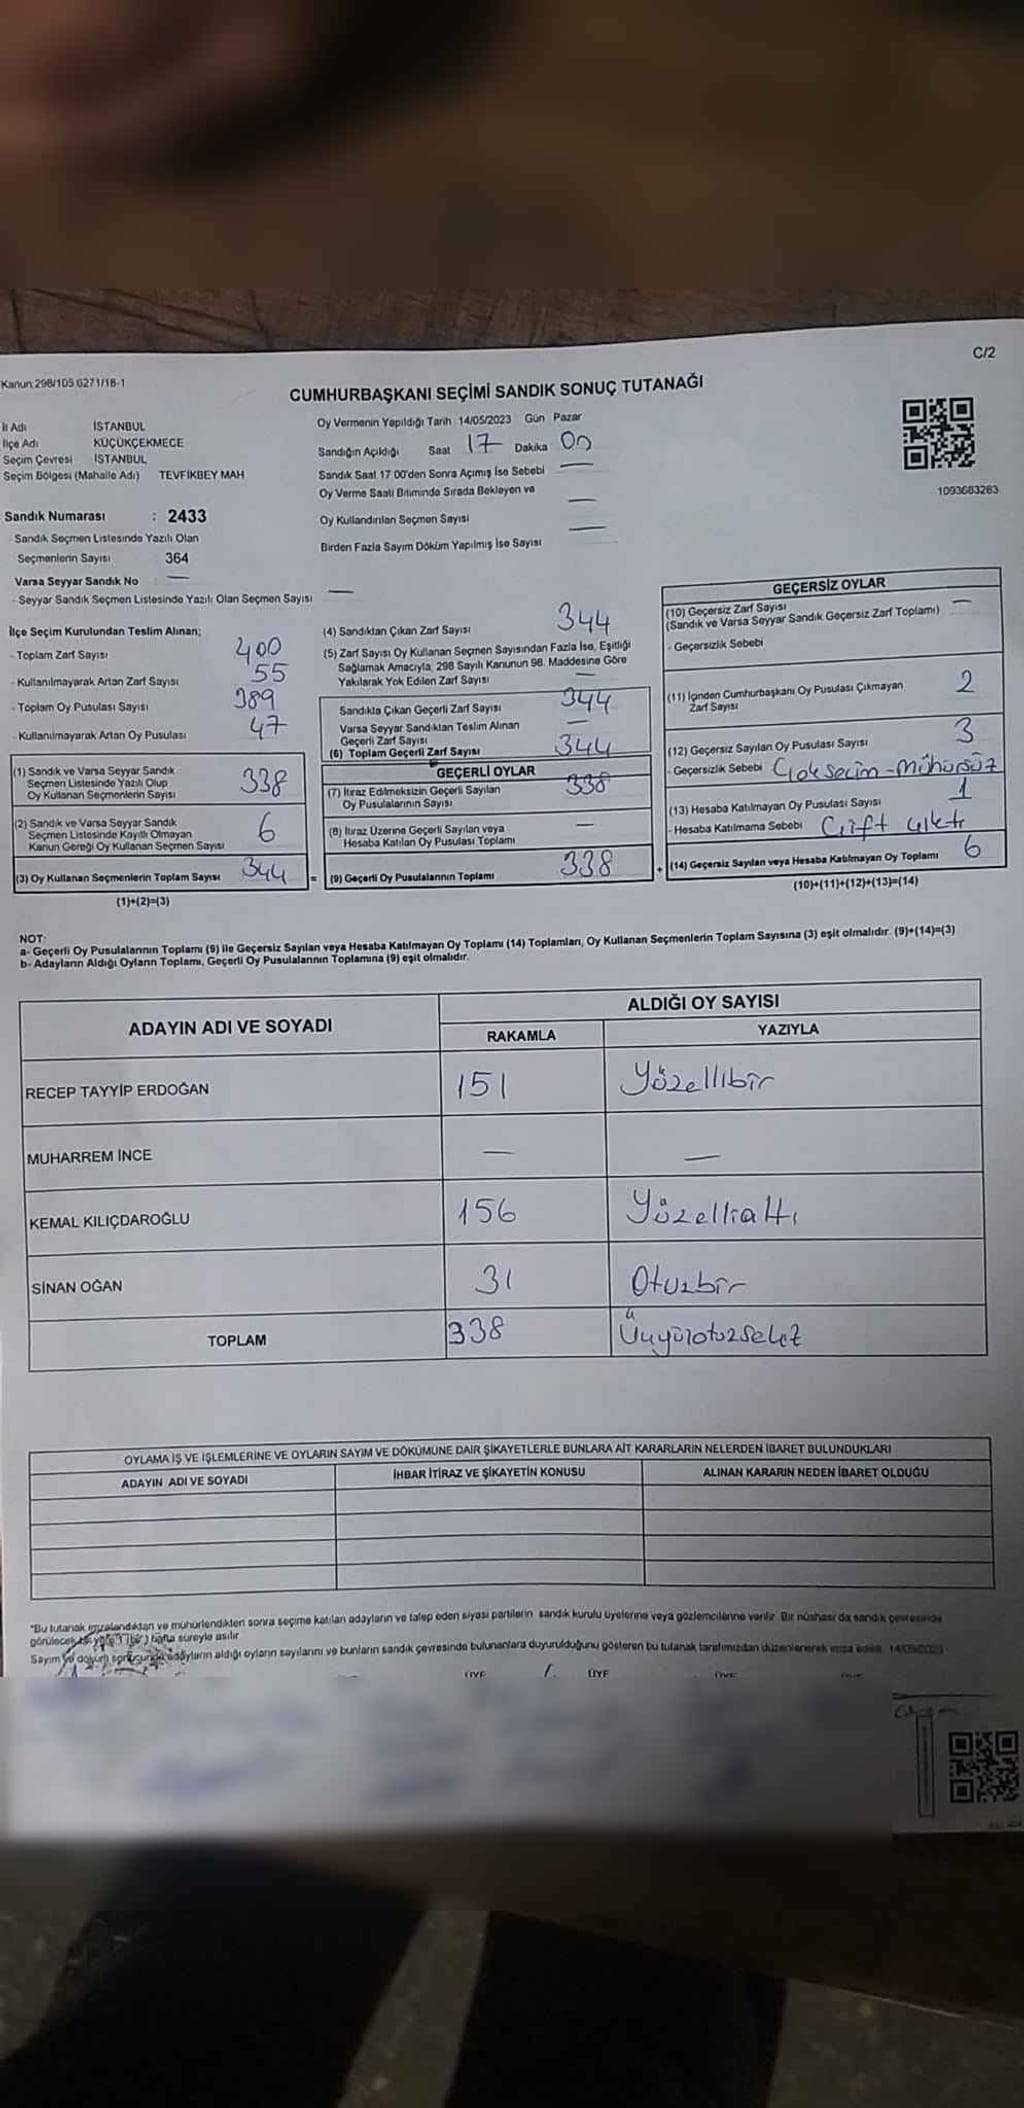 C/2
Kanun:298/105,6271/18-1
CUMHURBAŞKANI SEÇİMİ SANDIK SONUÇ TUTANAĞI
İl Adı İSTANBUL
İlçe Adı KÜÇÜKÇEKMECE
Seçim Çevresi İSTANBUL
Seçim Bölgesi (Mahalle Adı) TEVFİKBEY MAH
Oy Vermenin Yapıldığı Tarih 14/05/2023 Gün Pazar
Sandığın Açıldığı Saat 17 Dakika 00
Sandık Saat 17:00'den Sonra Açımış İse Sebebi —
Oy Verme Saati Bitiminde Sırada Bekleyen ve
Oy Kullandırılan Seçmen Sayısı —
Birden Fazla Sayım Döküm Yapılmış İse Sayısı —
1093683283
Sandık Numarası : 2433
- Sandık Seçmen Listesinde Yazılı Olan
Seçmenlerin Sayısı 364
Varsa Seyyar Sandık No —
- Seyyar Sandık Seçmen Listesinde Yazılı Olan Seçmen Sayısı —
İlçe Seçim Kurulundan Teslim Alınan;
- Toplam Zarf Sayısı 400
- Kullanılmayarak Artan Zarf Sayısı 55
- Toplam Oy Pusulası Sayısı 389
- Kullanılmayarak Artan Oy Pusulası 47
(1) Sandık ve Varsa Seyyar Sandık
Seçmen Listesinde Yazılı Olup
Oy Kullanan Seçmenlerin Sayısı 338
(2) Sandık ve Varsa Seyyar Sandık
Seçmen Listesinde Kayıtlı Olmayan
Kanun Gereği Oy Kullanan Seçmen Sayısı 6
(3) Oy Kullanan Seçmenlerin Toplam Sayısı 344
(1)+(2)=(3)
(4) Sandıktan Çıkan Zarf Sayısı 344
(5) Zarf Sayısı Oy Kullanan Seçmen Sayısından Fazla İse, Eşitliği
Sağlamak Amacıyla, 298 Sayılı Kanunun 98. Maddesine Göre
Yakılarak Yok Edilen Zarf Sayısı —
Sandıkta Çıkan Geçerli Zarf Sayısı 344
Varsa Seyyar Sandıktan Teslim Alınan
Geçerli Zarf Sayısı —
(6) Toplam Geçerli Zarf Sayısı 344
GEÇERLİ OYLAR
(7) İtiraz Edilmeksizin Geçerli Sayılan
Oy Pusulalarının Sayısı 338
(8) İtiraz Üzerine Geçerli Sayılan veya
Hesaba Katılan Oy Pusulası Toplamı —
= (9) Geçerli Oy Pusulalarının Toplamı 338
GEÇERSİZ OYLAR
(10) Geçersiz Zarf Sayısı —
(Sandık ve Varsa Seyyar Sandık Geçersiz Zarf Toplamı)
- Geçersizlik Sebebi
(11) İçinden Cumhurbaşkanı Oy Pusulası Çıkmayan
Zarf Sayısı 2
(12) Geçersiz Sayılan Oy Pusulası Sayısı 3
- Geçersizlik Sebebi Çok seçim - Mühürsüz
(13) Hesaba Katılmayan Oy Pusulası Sayısı 1
- Hesaba Katılmama Sebebi Çift çıktı
+ (14) Geçersiz Sayılan veya Hesaba Katılmayan Oy Toplamı 6
(10)+(11)+(12)+(13)=(14)
NOT:
a- Geçerli Oy Pusulalarının Toplamı (9) ile Geçersiz Sayılan veya Hesaba Katılmayan Oy Toplamı (14) Toplamları, Oy Kullanan Seçmenlerin Toplam Sayısına (3) eşit olmalıdır. (9)+(14)=(3)
b- Adayların Aldığı Oyların Toplamı, Geçerli Oy Pusulalarının Toplamına (9) eşit olmalıdır.
ADAYIN ADI VE SOYADI
ALDIĞI OY SAYISI
RAKAMLA YAZIYLA
RECEP TAYYİP ERDOĞAN 151 Yüzellibir
MUHARREM İNCE — —
KEMAL KILIÇDAROĞLU 156 Yüzellialtı
SİNAN OĞAN 31 Otuzbir
TOPLAM 338 Üçyüzotuzsekiz
OYLAMA İŞ VE İŞLEMLERİNE VE OYLARIN SAYIM VE DÖKÜMÜNE DAİR ŞİKAYETLERLE BUNLARA AİT KARARLARIN NELERDEN İBARET BULUNDUKLARI
ADAYIN ADI VE SOYADI İHBAR İTİRAZ VE ŞİKAYETİN KONUSU ALINAN KARARIN NEDEN İBARET OLDUĞU
"Bu tutanak imzalandıktan ve mühürlendikten sonra seçime katılan adayların ve talep eden siyasi partilerin sandık kurulu üyelerine veya gözlemcilerine verilir. Bir nüshası da sandık çevresinde
görülecek bir yere 1 (bir) hafta süreyle asılır.
Sayım ve döküm sonucunda adayların aldığı oyların sayılarını ve bunların sandık çevresinde bulunanlara duyurulduğunu gösteren bu tutanak tarafımızdan düzenlenerek imza edildi. 14/05/2023
ÜYE ÜYE ÜYE